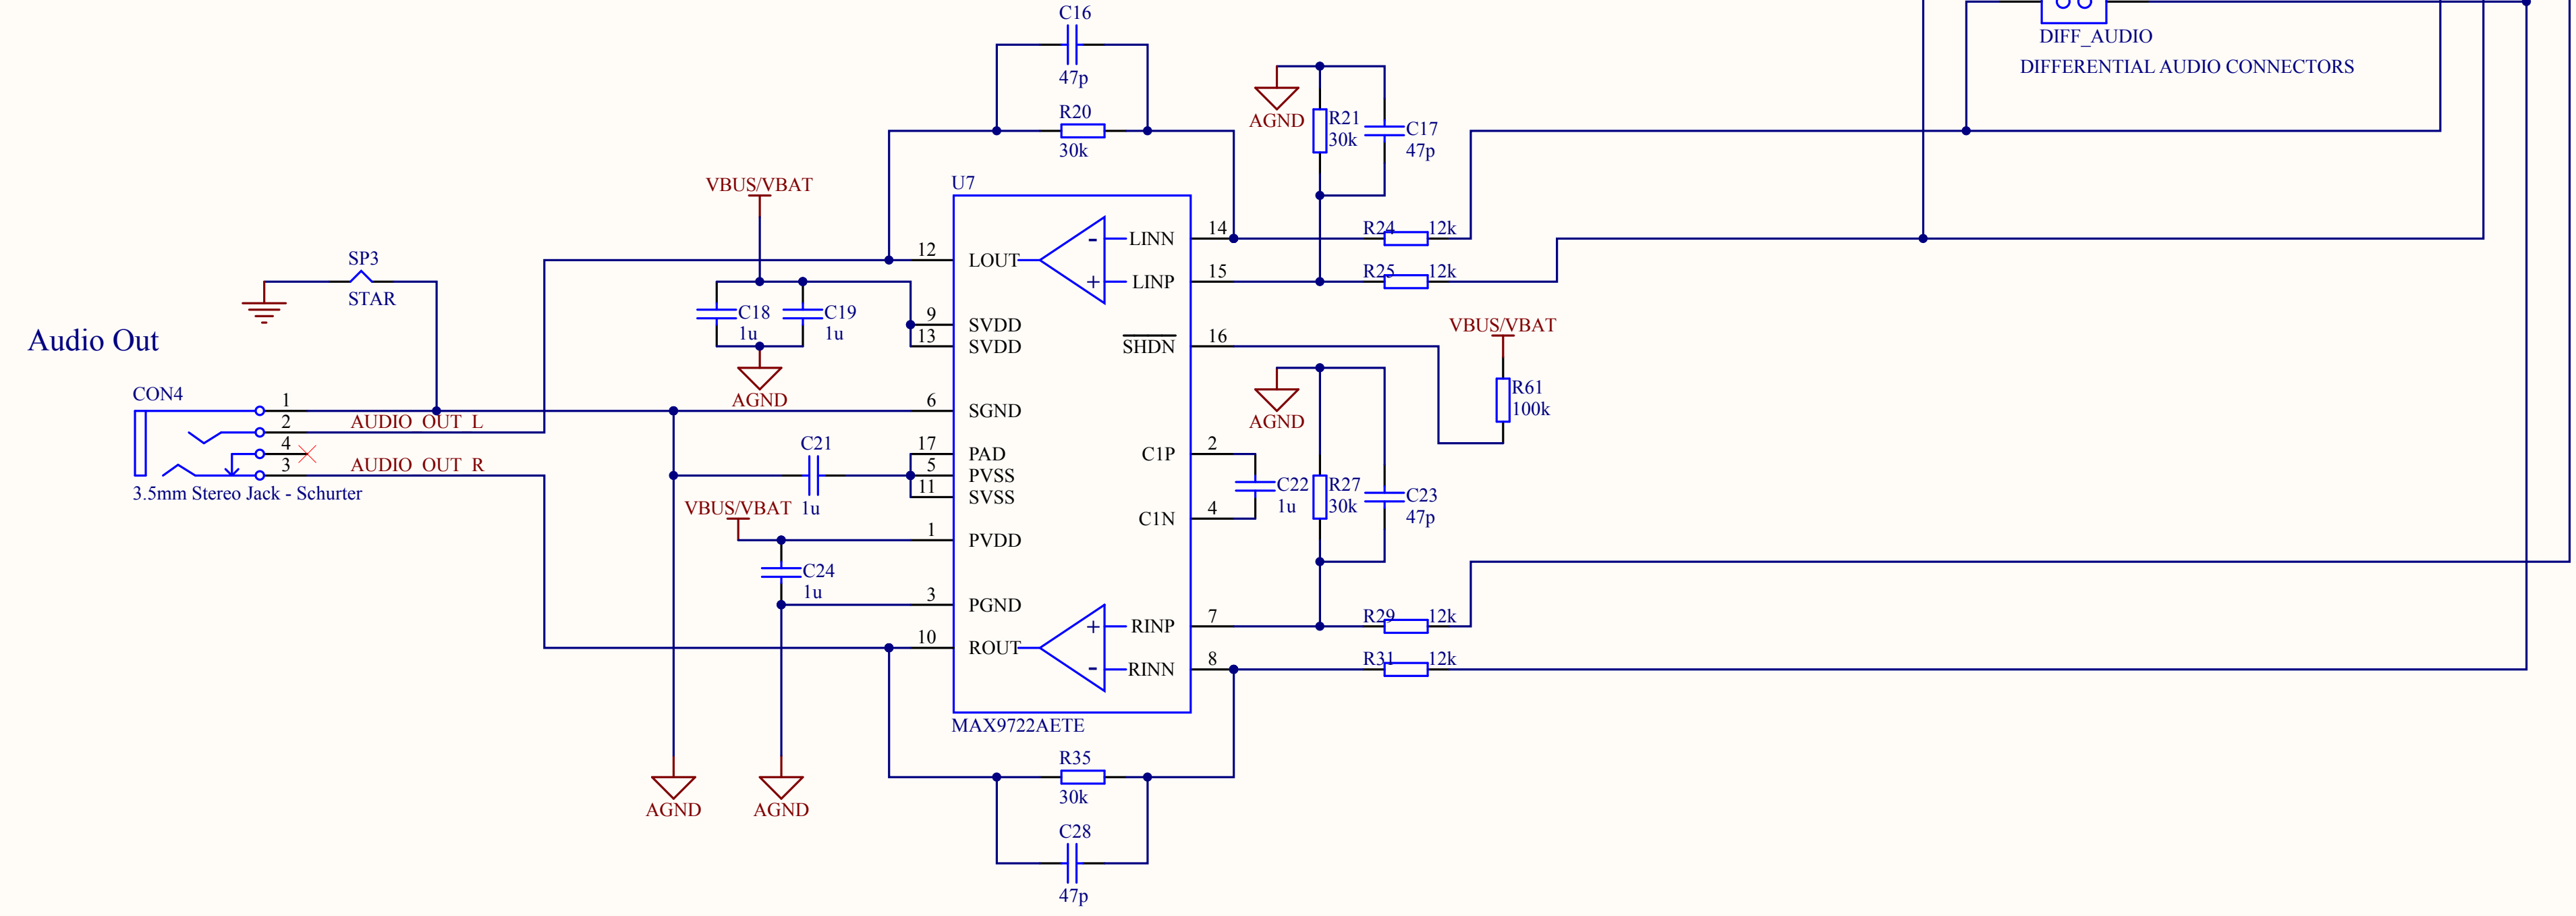 C16
47p
R20
30k
DIFF_AUDIO
DIFFERENTIAL AUDIO CONNECTORS
AGND
R21
30k
C17
47p
VBUS/VBAT
U7
SP3
STAR
12
LOUT
-
LINN
14
R24
12k
+
LINP
15
R25
12k
C18
1u
C19
1u
9
SVDD
13
SVDD
SHDN
16
VBUS/VBAT
R61
100k
Audio Out
AGND
AGND
CON4
1
2
4
3
AUDIO_OUT_L
AUDIO_OUT_R
3.5mm Stereo Jack - Schurter
6
SGND
C21
1u
17
PAD
5
PVSS
11
SVSS
C1P
2
C22
1u
C1N
4
R27
30k
C23
47p
VBUS/VBAT
1
PVDD
C24
1u
3
PGND
10
ROUT
+
RINP
7
R29
12k
-
RINN
8
R31
12k
MAX9722AETE
AGND
AGND
R35
30k
C28
47p